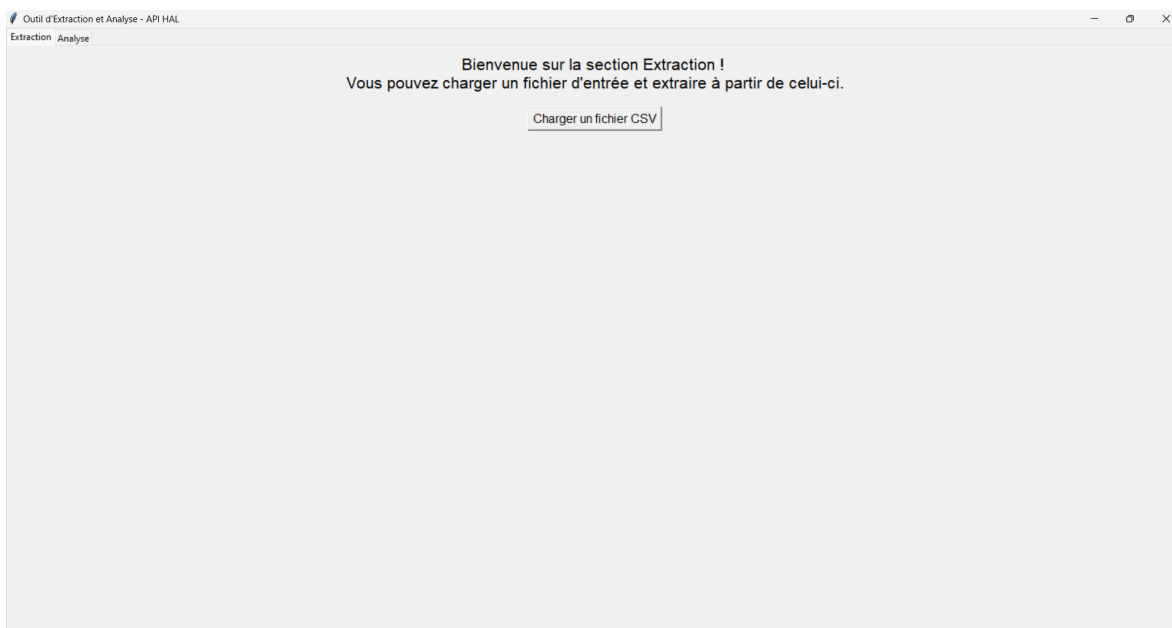 Outil d'Extraction et Analyse - API HAL
Extraction Analyse
Bienvenue sur la section Extraction !
Vous pouvez charger un fichier d'entrée et extraire à partir de celui-ci.
Charger un fichier CSV